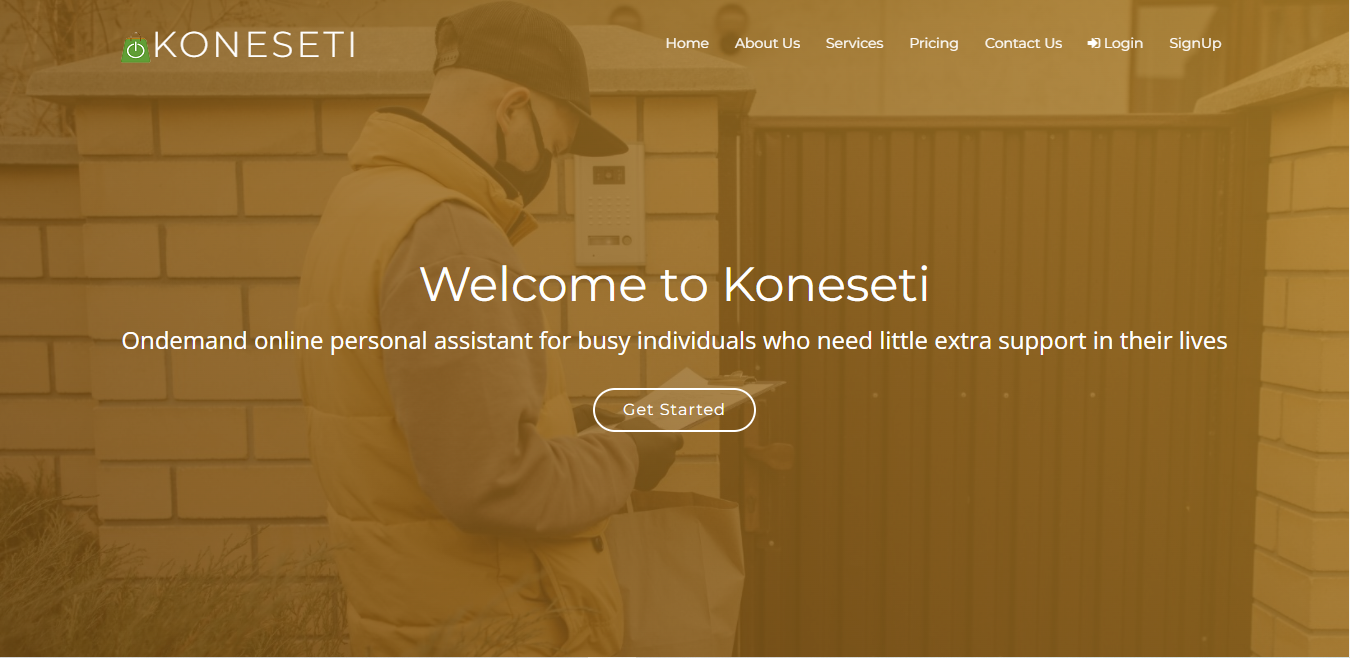 KONESETI
Home About Us Services Pricing Contact Us Login SignUp
Welcome to Koneseti
Ondemand online personal assistant for busy individuals who need little extra support in their lives
Get Started